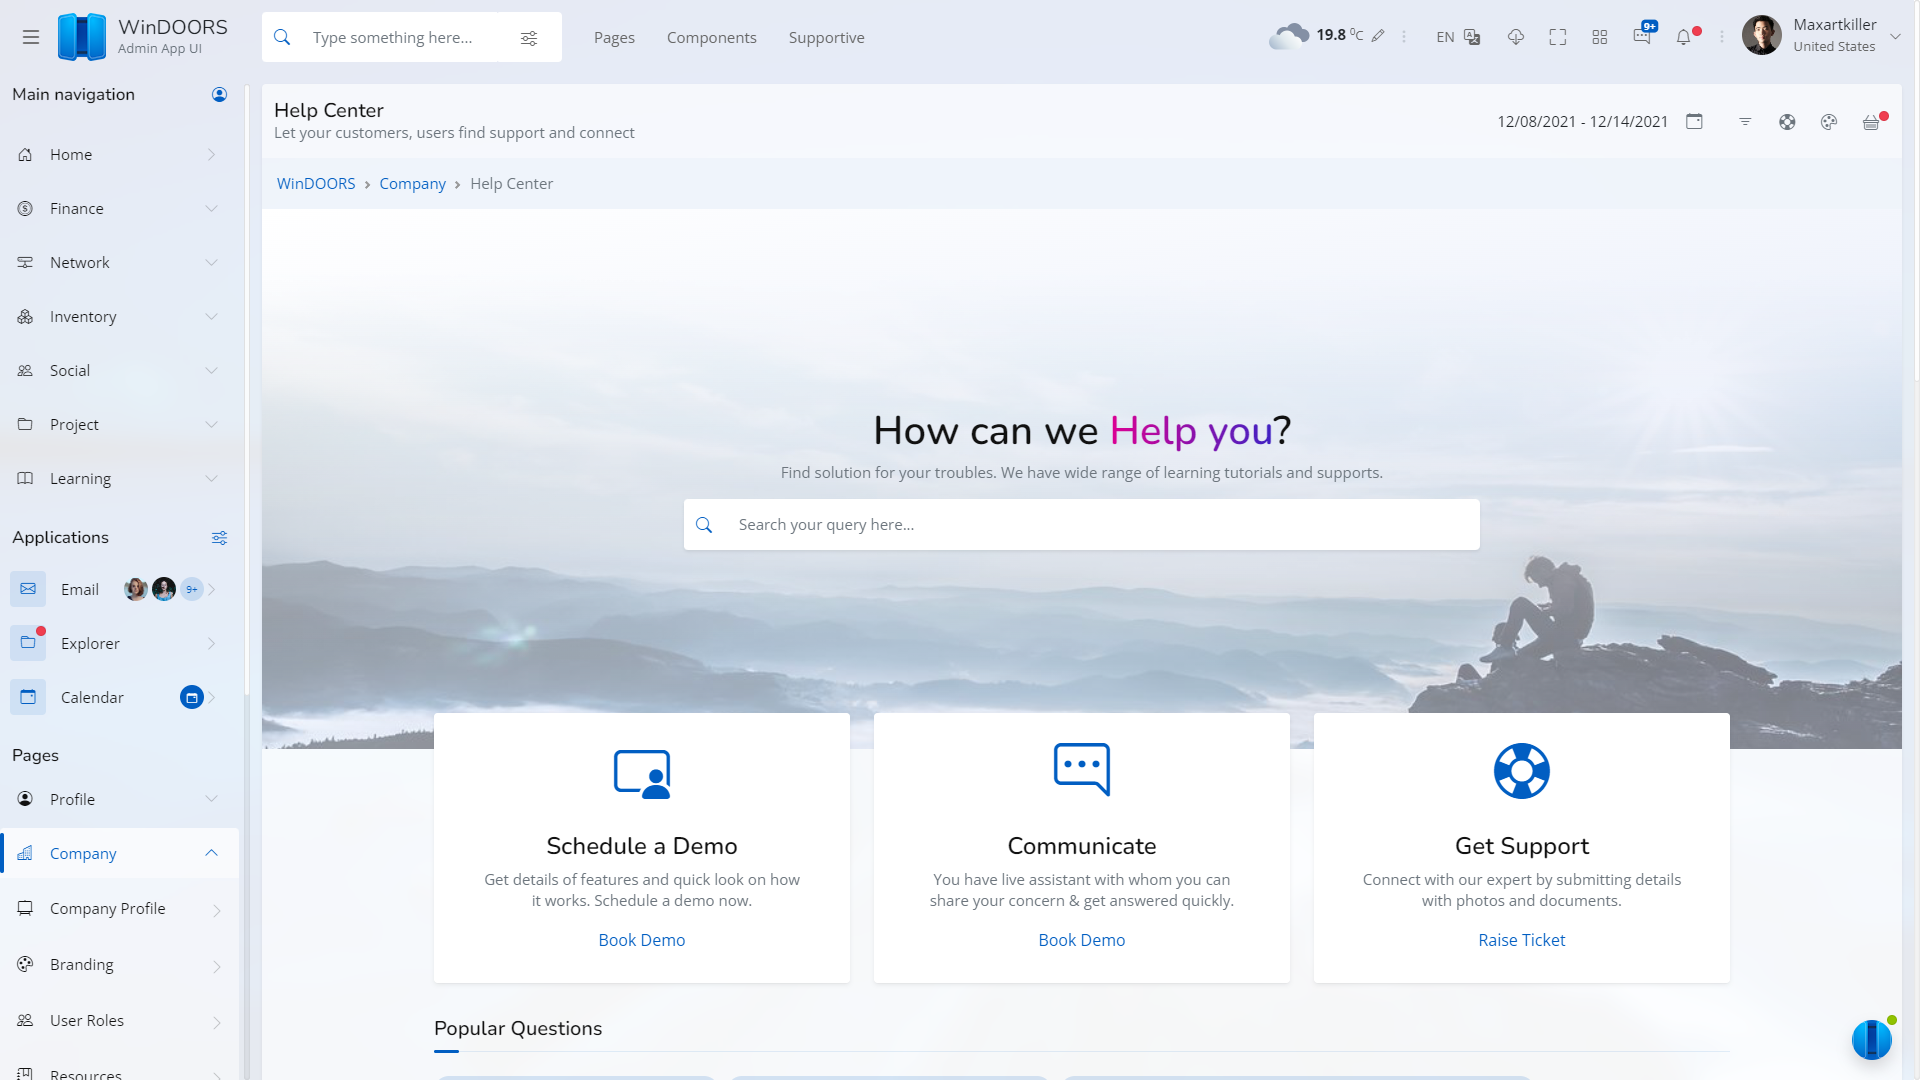 WinDOORS
Admin App UI
Type something here...
Pages
Components
Supportive
19.8 °C
EN
9+
Maxartkiller
United States
Main navigation
Home
Finance
Network
Inventory
Social
Project
Learning
Applications
Email
9+
Explorer
Calendar
Pages
Profile
Company
Company Profile
Branding
User Roles
Resources
Help Center
Let your customers, users find support and connect
12/08/2021 - 12/14/2021
WinDOORS
Company
Help Center
How can we Help you?
Find solution for your troubles. We have wide range of learning tutorials and supports.
Search your query here...
Schedule a Demo
Get details of features and quick look on how
it works. Schedule a demo now.
Book Demo
Communicate
You have live assistant with whom you can
share your concern & get answered quickly.
Book Demo
Get Support
Connect with our expert by submitting details
with photos and documents.
Raise Ticket
Popular Questions